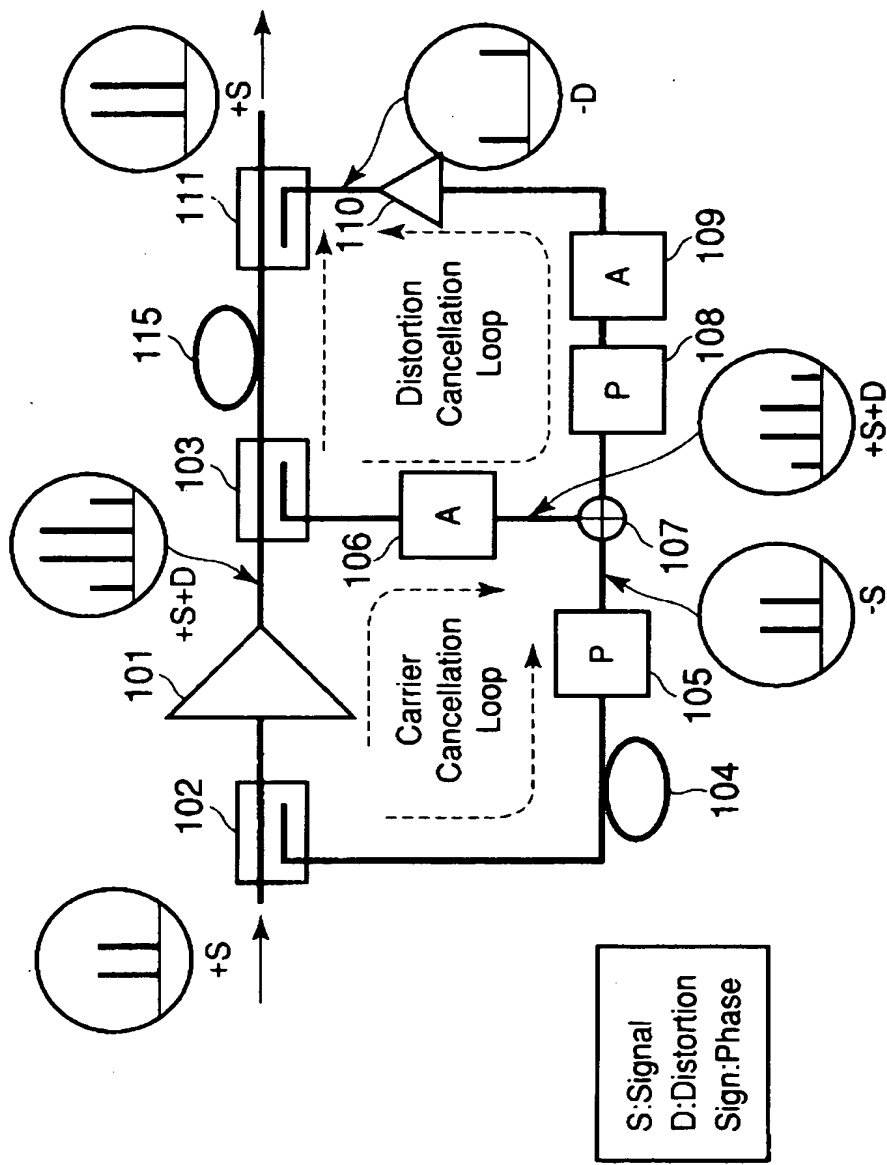 +S
102
101
+S+D
103
115
111
+S
Carrier
Cancellation
Loop
Distortion
Cancellation
Loop
A
106
110
-D
104
P
105
-S
107
+S+D
P
108
A
109
S:Signal
D:Distortion
Sign:Phase